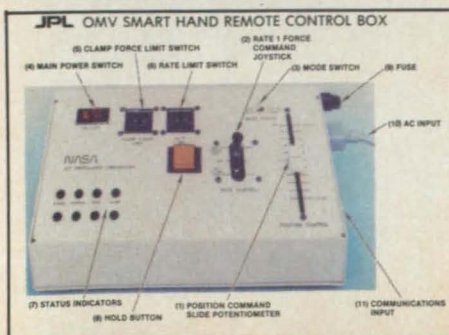 JPL OMV SMART HAND REMOTE CONTROL BOX
(5) CLAMP FORCE LIMIT SWITCH
(2) RATE 1 FORCE
COMMAND
JOYSTICK
(4) MAIN POWER SWITCH
(6) RATE LIMIT SWITCH
(3) MODE SWITCH
(9) FUSE
(10) AC INPUT
NASA
POSITION CONTROL
(7) STATUS INDICATORS
(8) HOLD BUTTON
(1) POSITION COMMAND
SLIDE POTENTIOMETER
(11) COMMUNICATIONS
INPUT